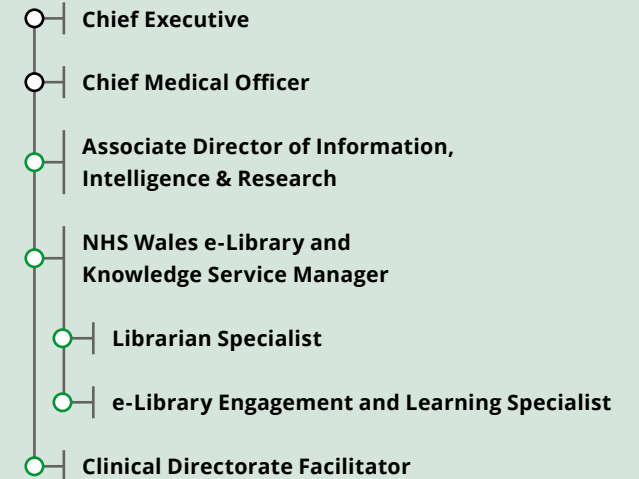 Chief Executive
Chief Medical Officer
Associate Director of Information,
Intelligence & Research
NHS Wales e-Library and
Knowledge Service Manager
Librarian Specialist
e-Library Engagement and Learning Specialist
Clinical Directorate Facilitator